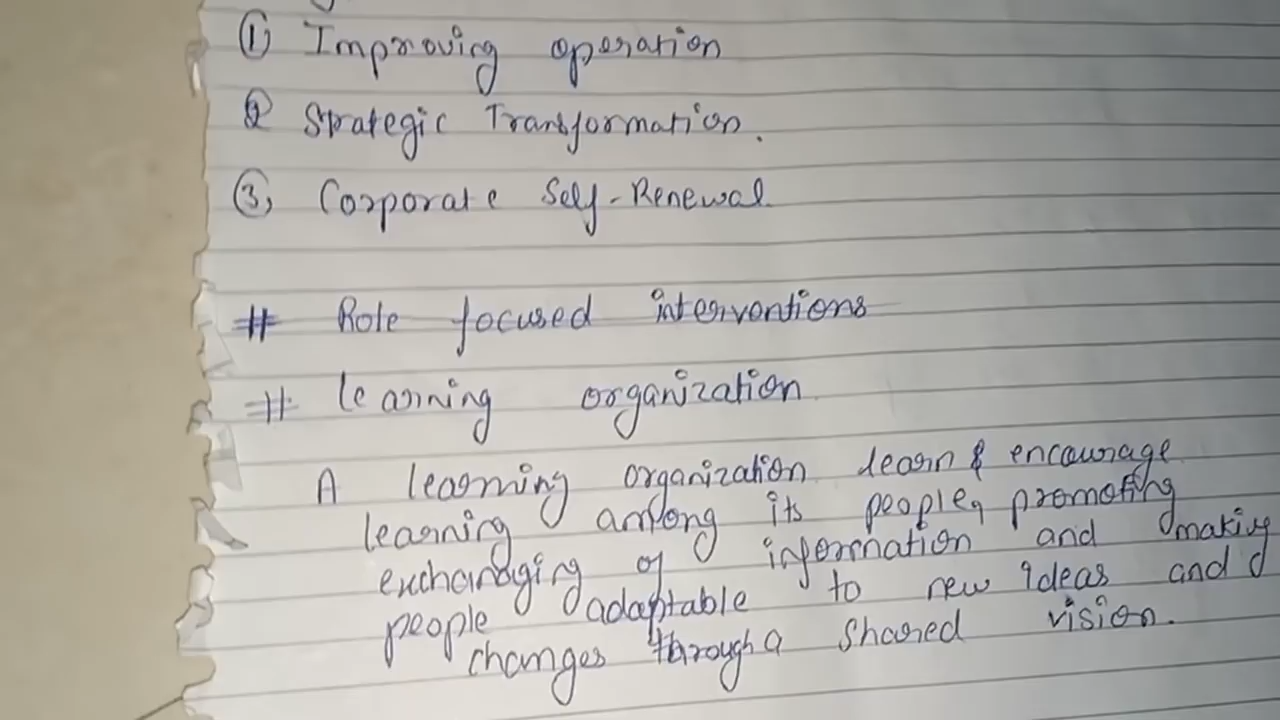 ① Improving operation
② Strategic Transformation.
③, Corporate Self-Renewal
# Role focused interventions
# learning organization
A learning organization learn & encourage
learning among its people, promoting
exchanging of information and making
people adaptable to new ideas and
changes through a shared vision.